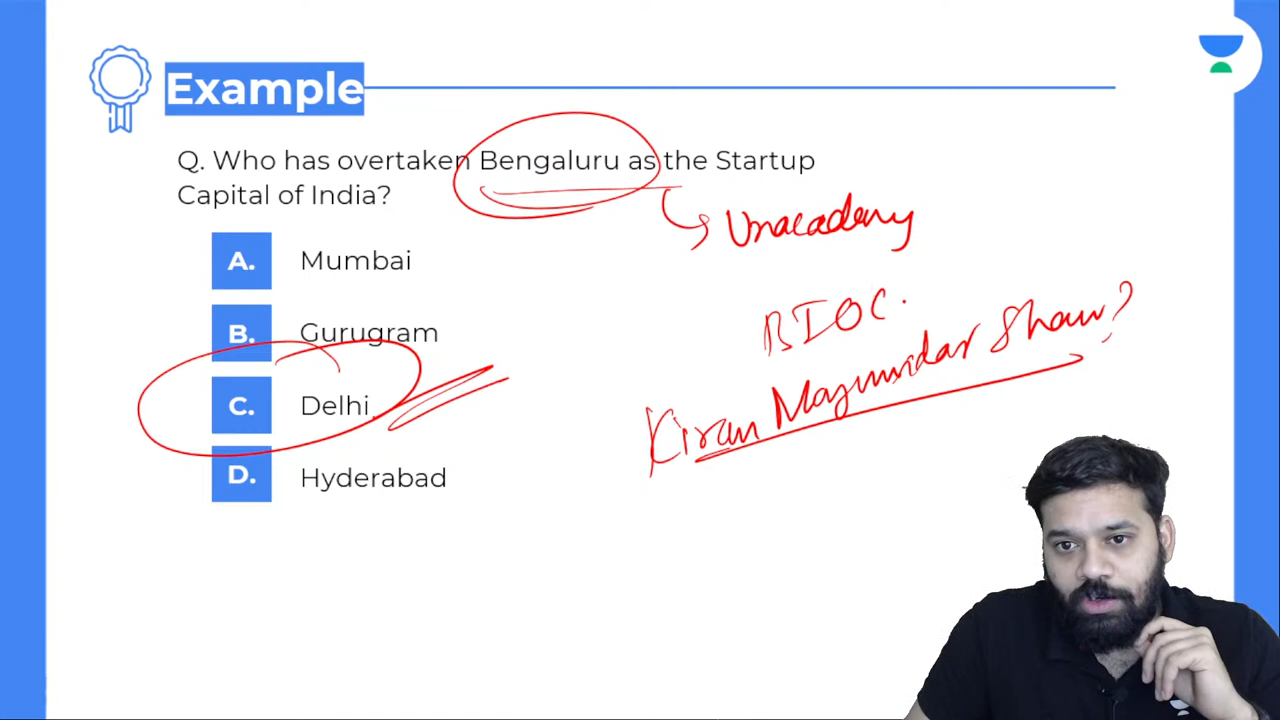 Example
Q. Who has overtaken Bengaluru as the Startup
Capital of India?
Unacademy
A. Mumbai
BIOC.
B. Gurugram
Kiran Mazumdar Shaw?
C. Delhi
D. Hyderabad